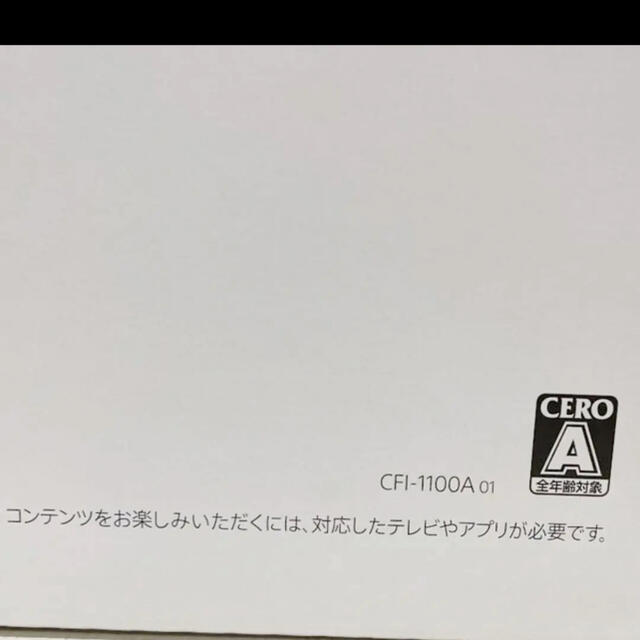 CERO
A
全年齢対象
CFI-1100A 01
コンテンツをお楽しみいただくには、対応したテレビやアプリが必要です。